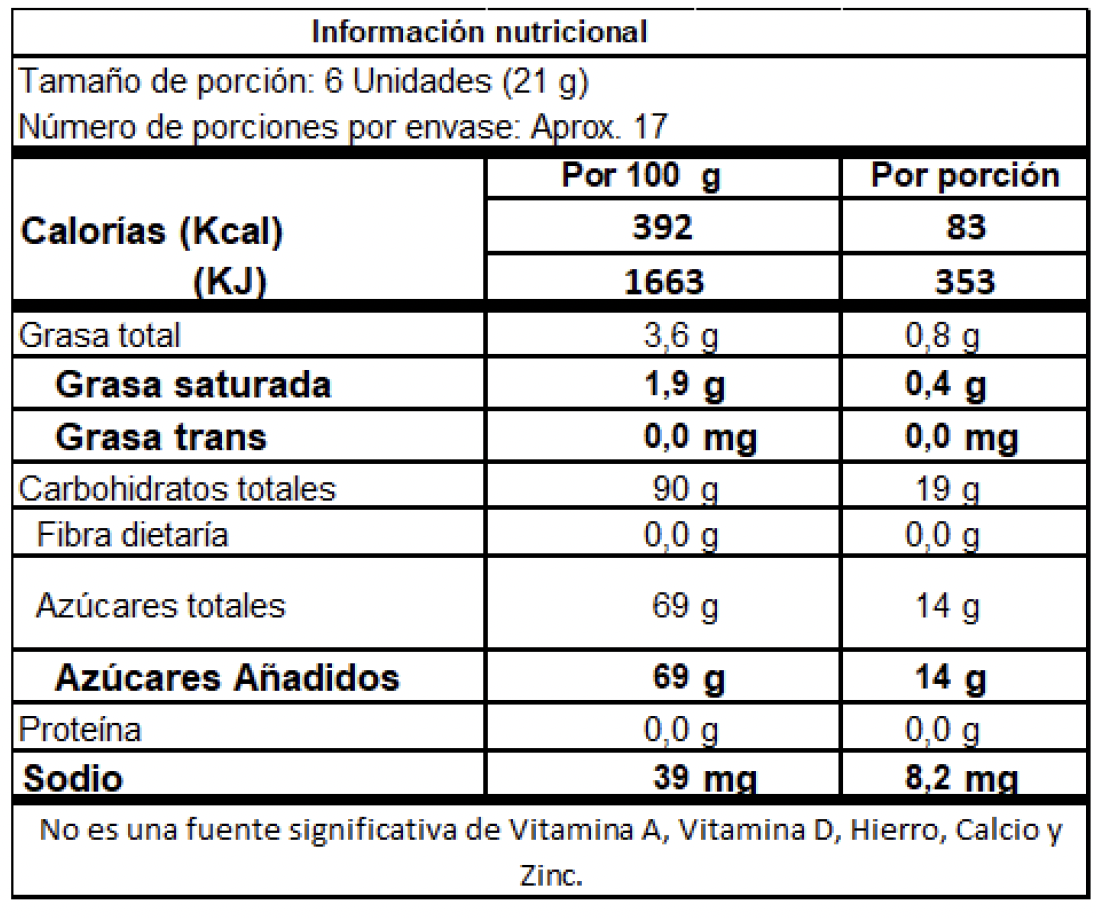 Información nutricional
Tamaño de porción: 6 Unidades (21 g)
Número de porciones por envase: Aprox. 17
Por 100 g Por porción
Calorías (Kcal) 392 83
(KJ) 1663 353
Grasa total 3,6 g 0,8 g
Grasa saturada 1,9 g 0,4 g
Grasa trans 0,0 mg 0,0 mg
Carbohidratos totales 90 g 19 g
Fibra dietaría 0,0 g 0,0 g
Azúcares totales 69 g 14 g
Azúcares Añadidos 69 g 14 g
Proteína 0,0 g 0,0 g
Sodio 39 mg 8,2 mg
No es una fuente significativa de Vitamina A, Vitamina D, Hierro, Calcio y
Zinc.